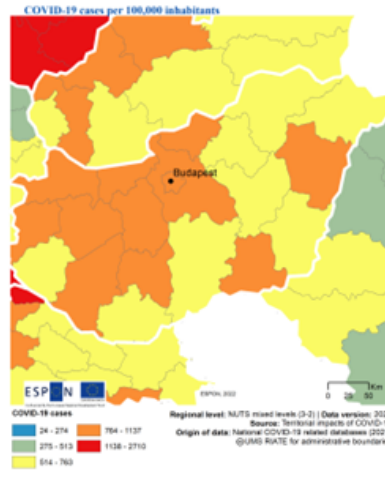 COVID-19 cases per 100,000 inhabitants
Budapest
ESPON
ESPON, 2022
Km
0 25 50
COVID-19 cases
24 - 274
275 - 513
514 - 763
764 - 1137
1138 - 2710
Regional level: NUTS mixed levels (3-2) | Data version: 202
Source: Territorial impacts of COVID-1
Origin of data: National COVID-19 related databases (202
@UMS RIATE for administrative boundarie